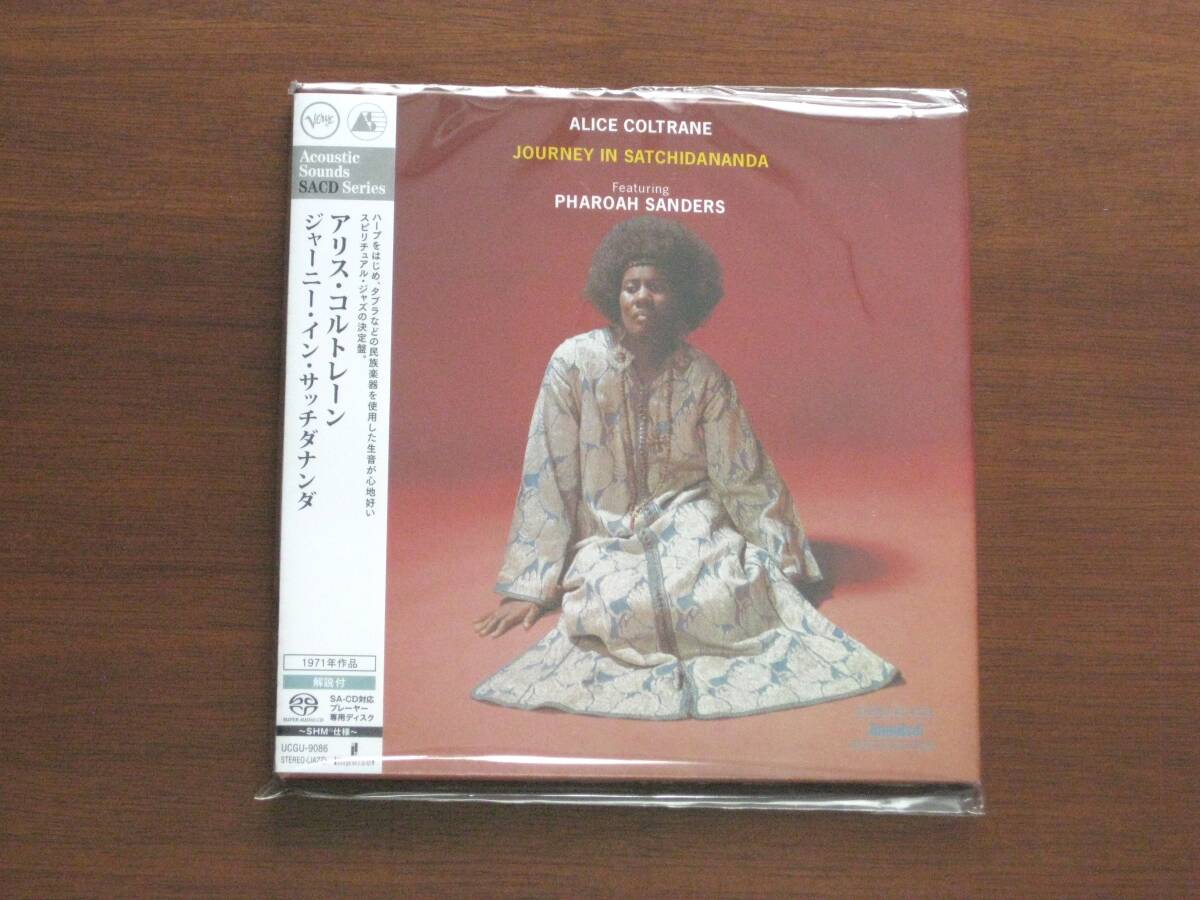 Verve
AS
Acoustic
Sounds
SACD Series
ハープをはじめ、タブラなどの民族楽器を使用した生音が心地好い
スピリチュアル・ジャズの決定盤。
アリス・コルトレーン
ジャーニー・イン・サッチダナンダ
1971年作品
解説付
SUPER AUDIO CD
SA-CD対応
プレーヤー
専用ディスク
～SHM仕様～
UCGU-9086
ALICE COLTRANE
JOURNEY IN SATCHIDANANDA
Featuring
PHAROAH SANDERS
impulse!